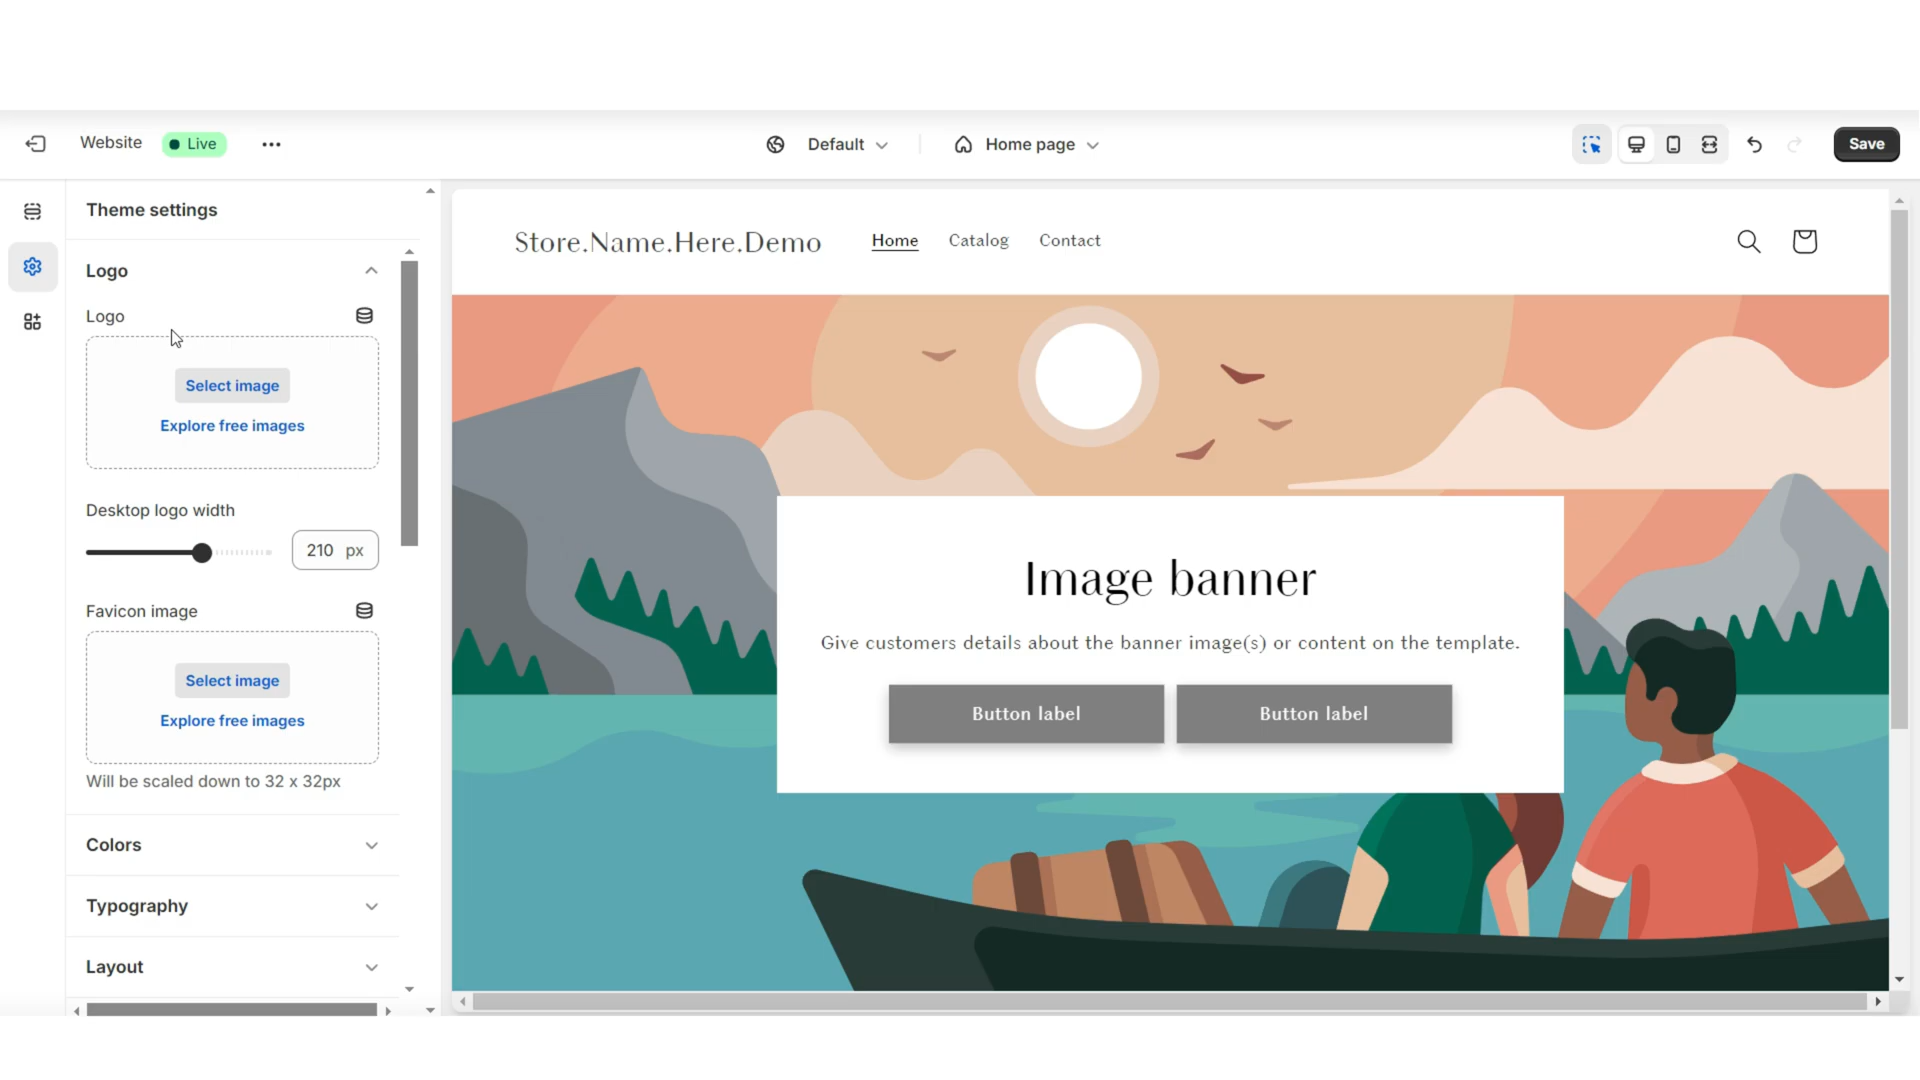 Website
Live
Default
Home page
Save
Theme settings
Logo
Logo
Select image
Explore free images
Desktop logo width
210 px
Favicon image
Select image
Explore free images
Will be scaled down to 32 x 32px
Colors
Typography
Layout
Store.Name.Here.Demo
Home
Catalog
Contact
Image banner
Give customers details about the banner image(s) or content on the template.
Button label
Button label